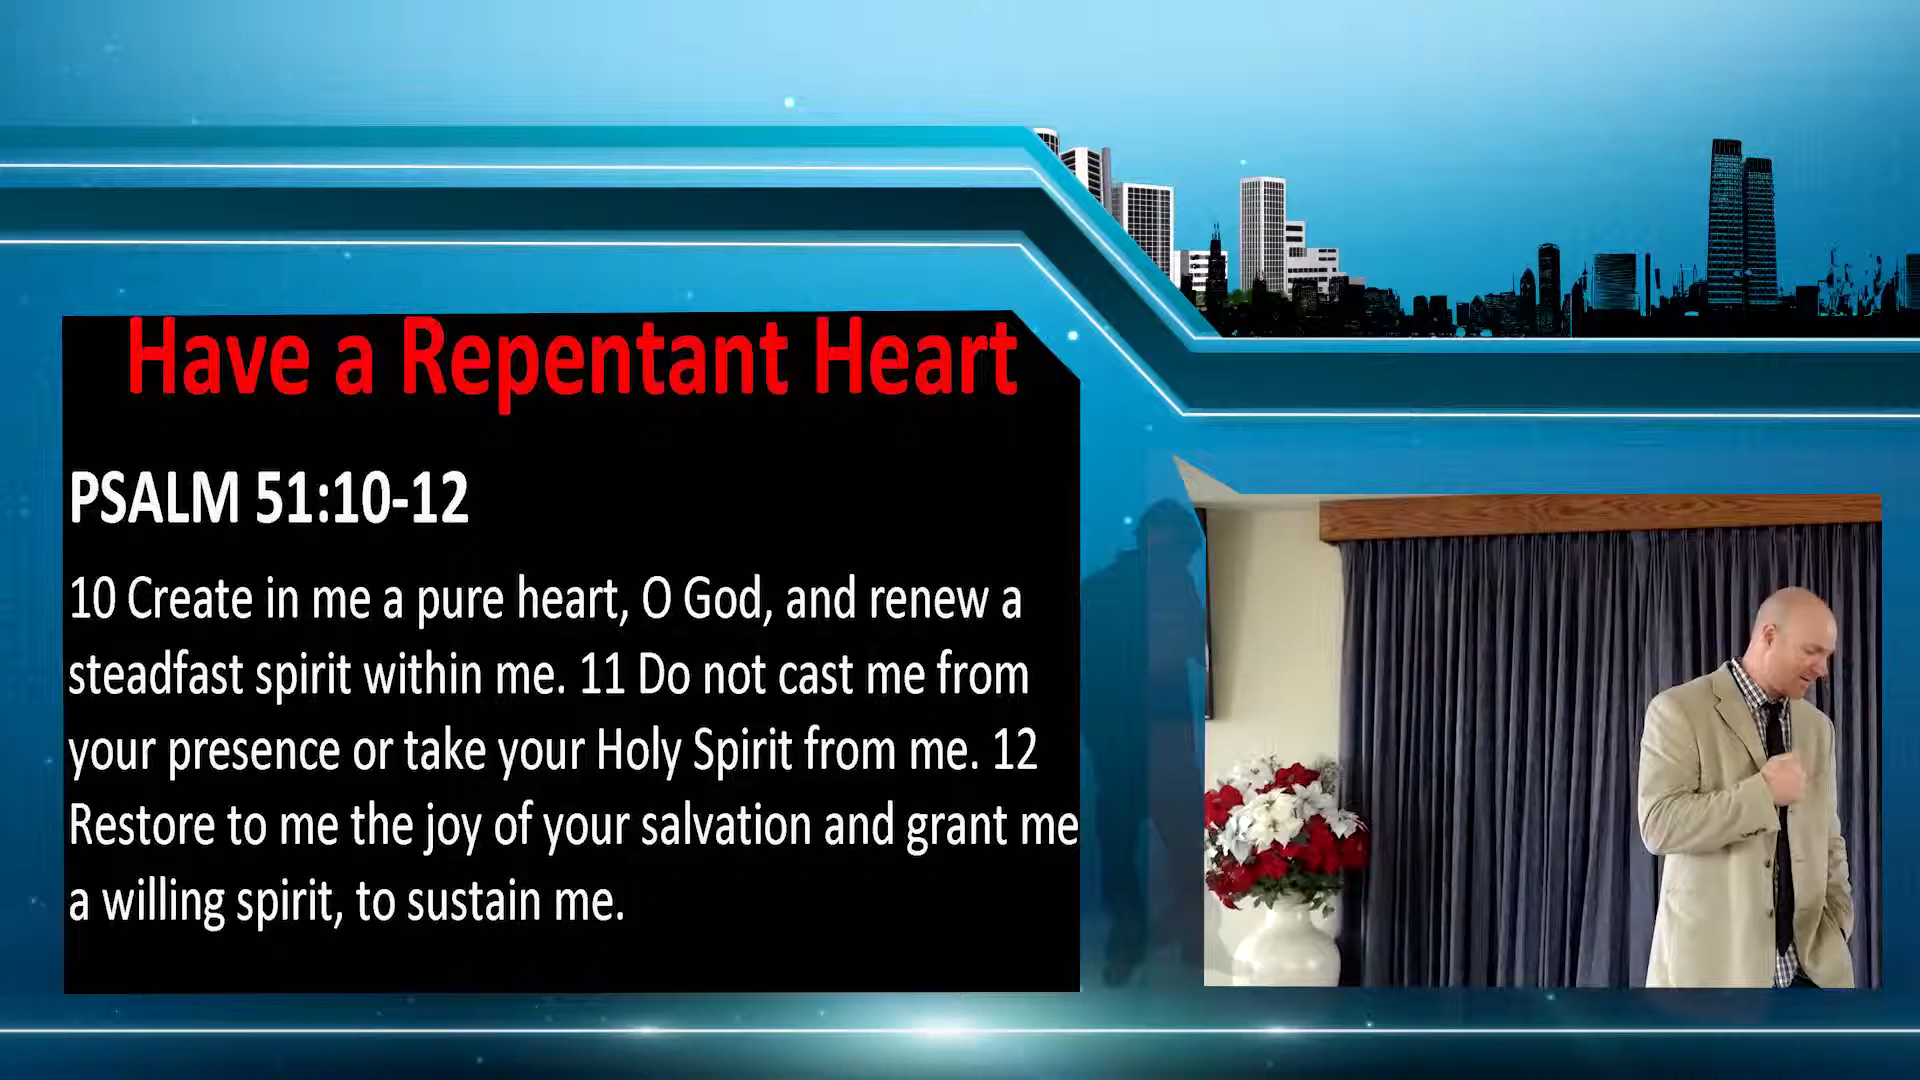 Have a Repentant Heart
PSALM 51:10-12
10 Create in me a pure heart, O God, and renew a
steadfast spirit within me. 11 Do not cast me from
your presence or take your Holy Spirit from me. 12
Restore to me the joy of your salvation and grant me
a willing spirit, to sustain me.